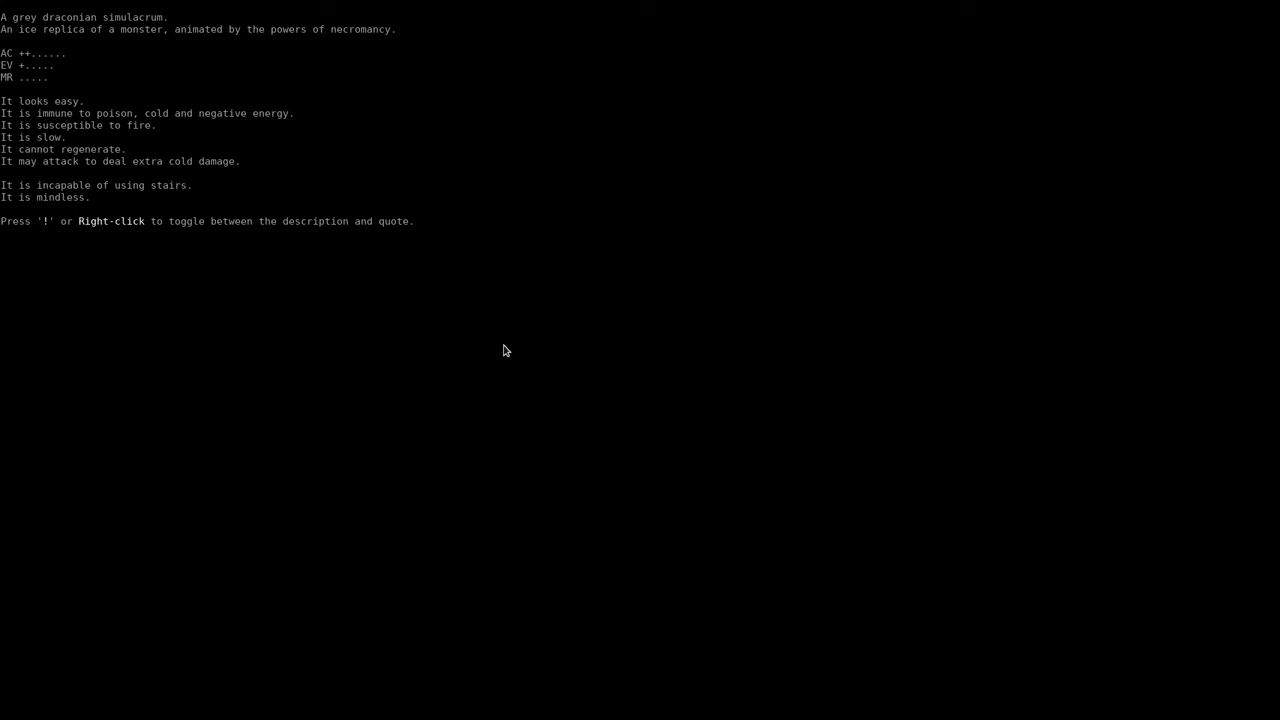 A grey draconian simulacrum.
An ice replica of a monster, animated by the powers of necromancy.
AC ++......
EV +.....
MR .....
It looks easy.
It is immune to poison, cold and negative energy.
It is susceptible to fire.
It is slow.
It cannot regenerate.
It may attack to deal extra cold damage.
It is incapable of using stairs.
It is mindless.
Press '!' or Right-click to toggle between the description and quote.